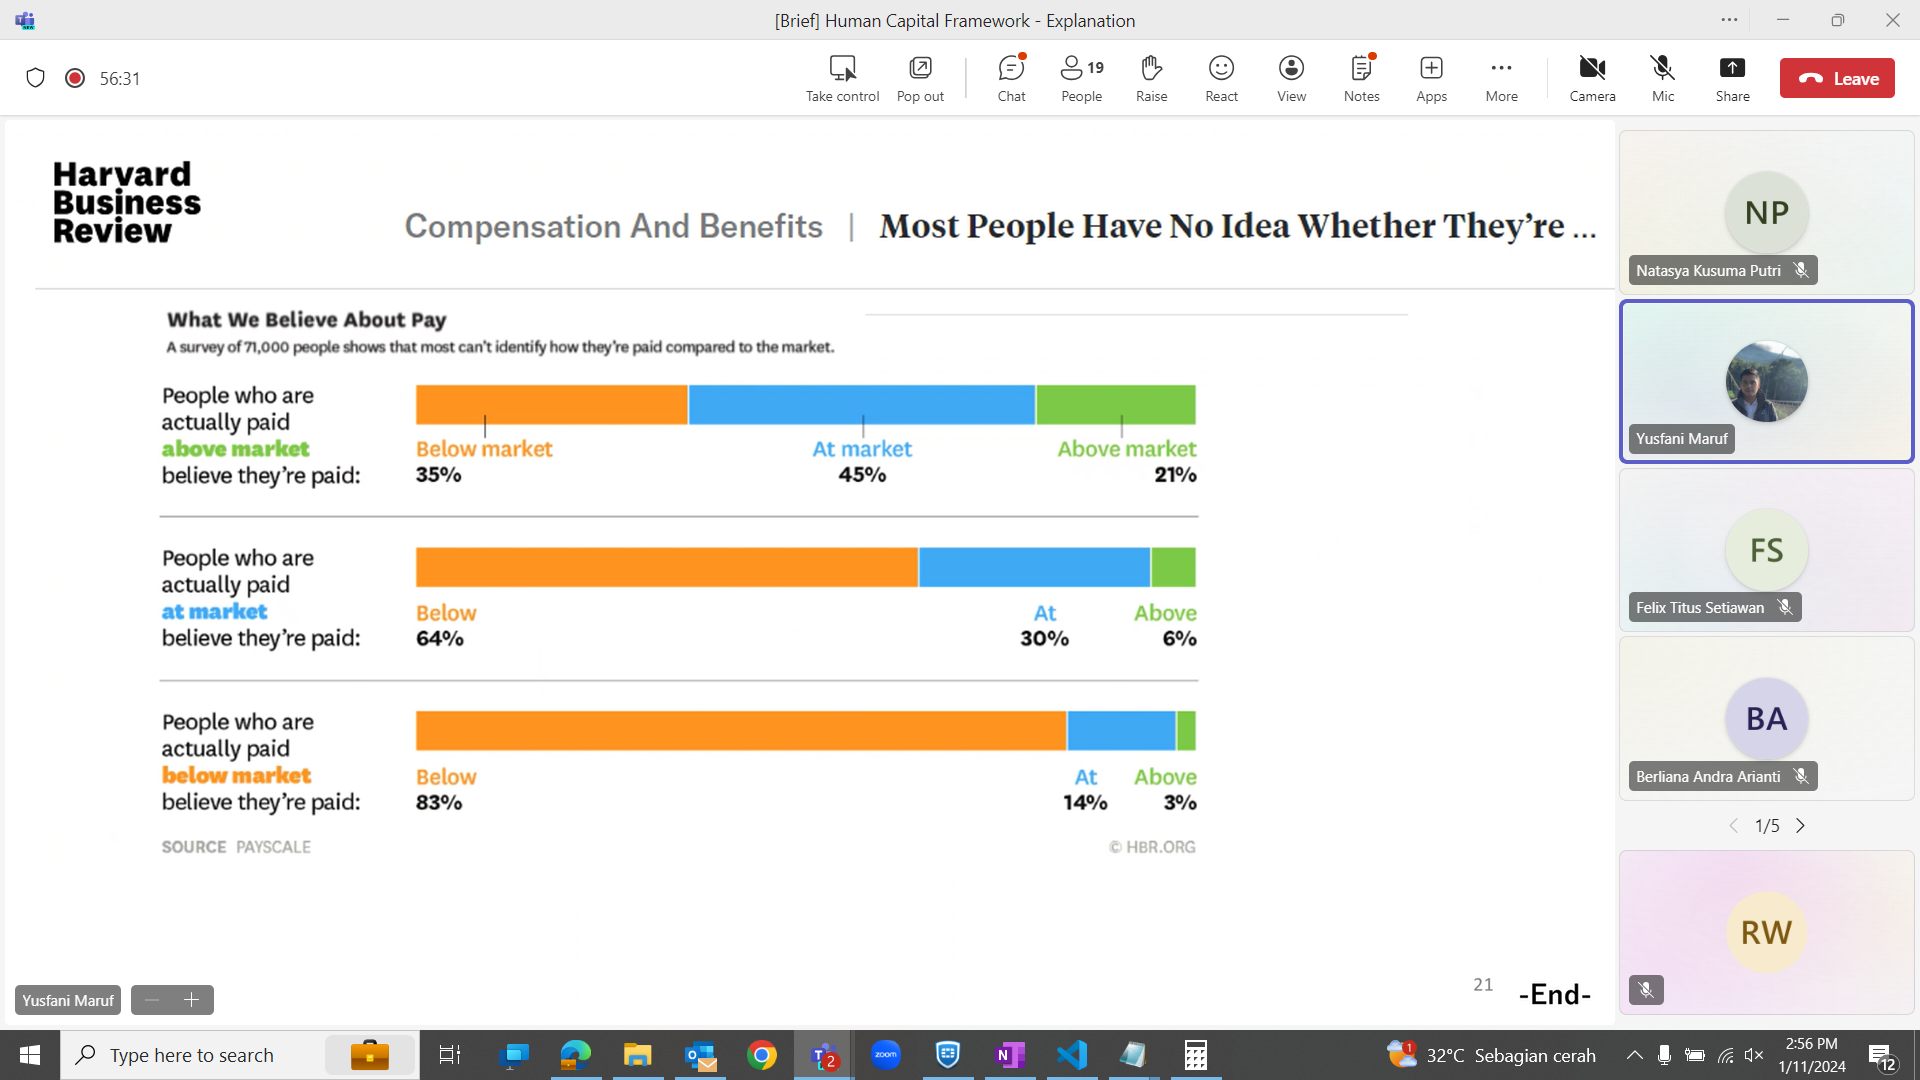 [Brief] Human Capital Framework - Explanation
56:31
Take control
Pop out
Chat
19
People
Raise
React
View
Notes
Apps
More
Camera
Mic
Share
Leave
Harvard
Business
Review
Compensation And Benefits | Most People Have No Idea Whether They’re ...
What We Believe About Pay
A survey of 71,000 people shows that most can't identify how they're paid compared to the market.
People who are
actually paid
above market
believe they’re paid:
Below market
35%
At market
45%
Above market
21%
People who are
actually paid
at market
believe they’re paid:
Below
64%
At
30%
Above
6%
People who are
actually paid
below market
believe they’re paid:
Below
83%
At
14%
Above
3%
SOURCE PAYSCALE
© HBR.ORG
21
-End-
Yusfani Maruf
NP
Natasya Kusuma Putri
Yusfani Maruf
FS
Felix Titus Setiawan
BA
Berliana Andra Arianti
1/5
RW
Type here to search
2
zoom
N
1
32°C Sebagian cerah
2:56 PM
1/11/2024
12